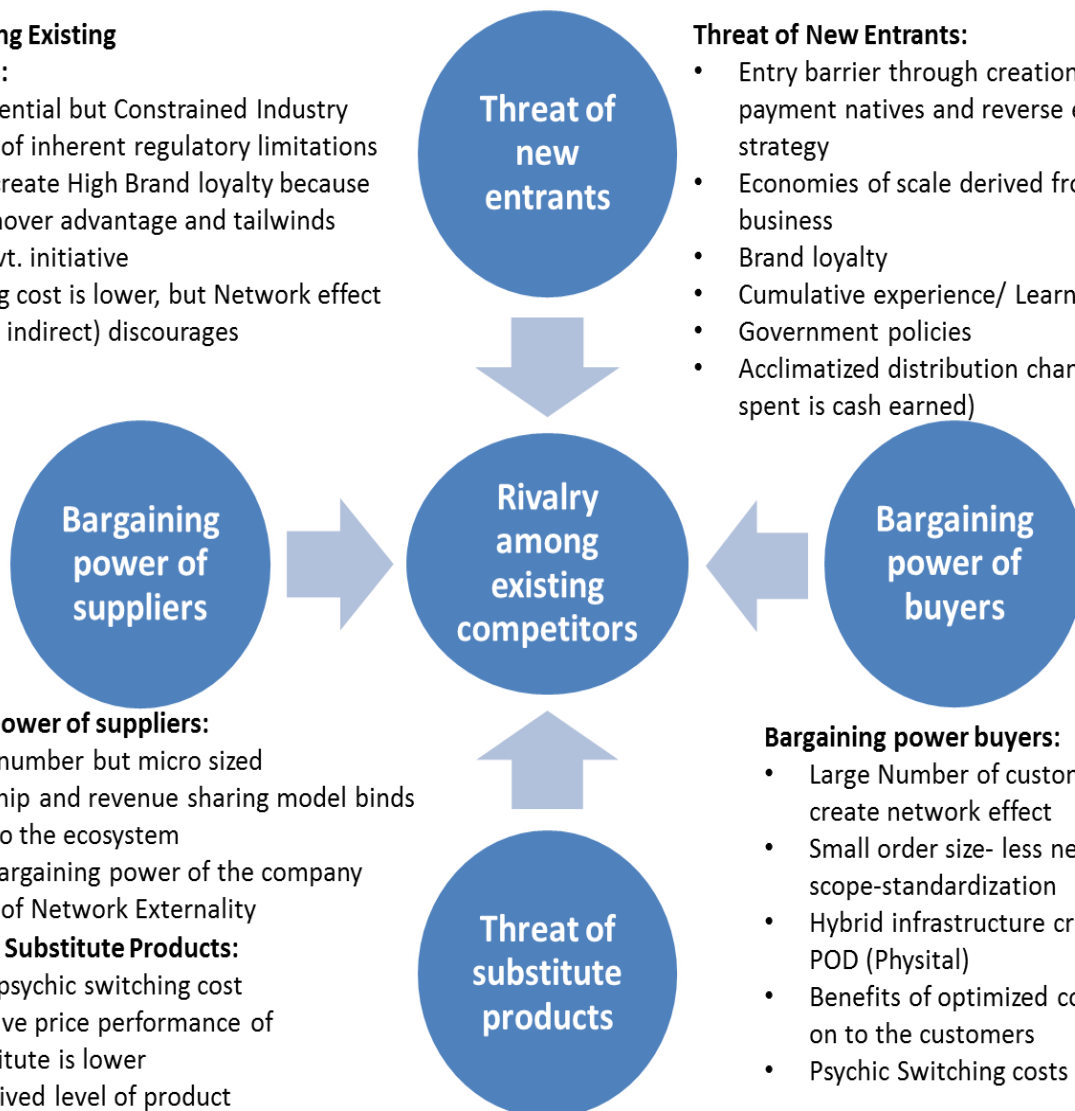 ng Existing
:
ential but Constrained Industry
of inherent regulatory limitations
create High Brand loyalty because
over advantage and tailwinds
vt. initiative
g cost is lower, but Network effect
indirect) discourages
Threat of
new
entrants
Threat of New Entrants:
• Entry barrier through creation
payment natives and reverse e
strategy
• Economies of scale derived fro
business
• Brand loyalty
• Cumulative experience/ Learn
• Government policies
• Acclimatized distribution chan
spent is cash earned)
Bargaining
power of
suppliers
Rivalry
among
existing
competitors
Bargaining
power of
buyers
ower of suppliers:
number but micro sized
hip and revenue sharing model binds
o the ecosystem
argaining power of the company
of Network Externality
Substitute Products:
psychic switching cost
ve price performance of
itute is lower
ived level of product
Threat of
substitute
products
Bargaining power buyers:
• Large Number of custom
create network effect
• Small order size- less ne
scope-standardization
• Hybrid infrastructure cr
POD (Physital)
• Benefits of optimized co
on to the customers
• Psychic Switching costs